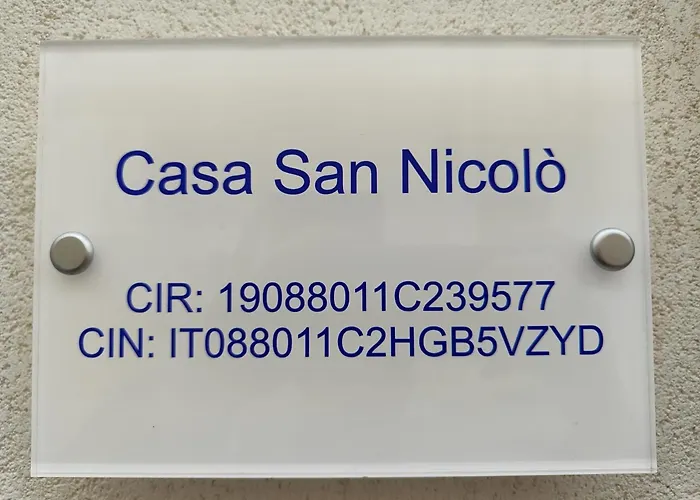 Casa San Nicolò
CIR: 19088011C239577
CIN: IT088011C2HGB5VZYD